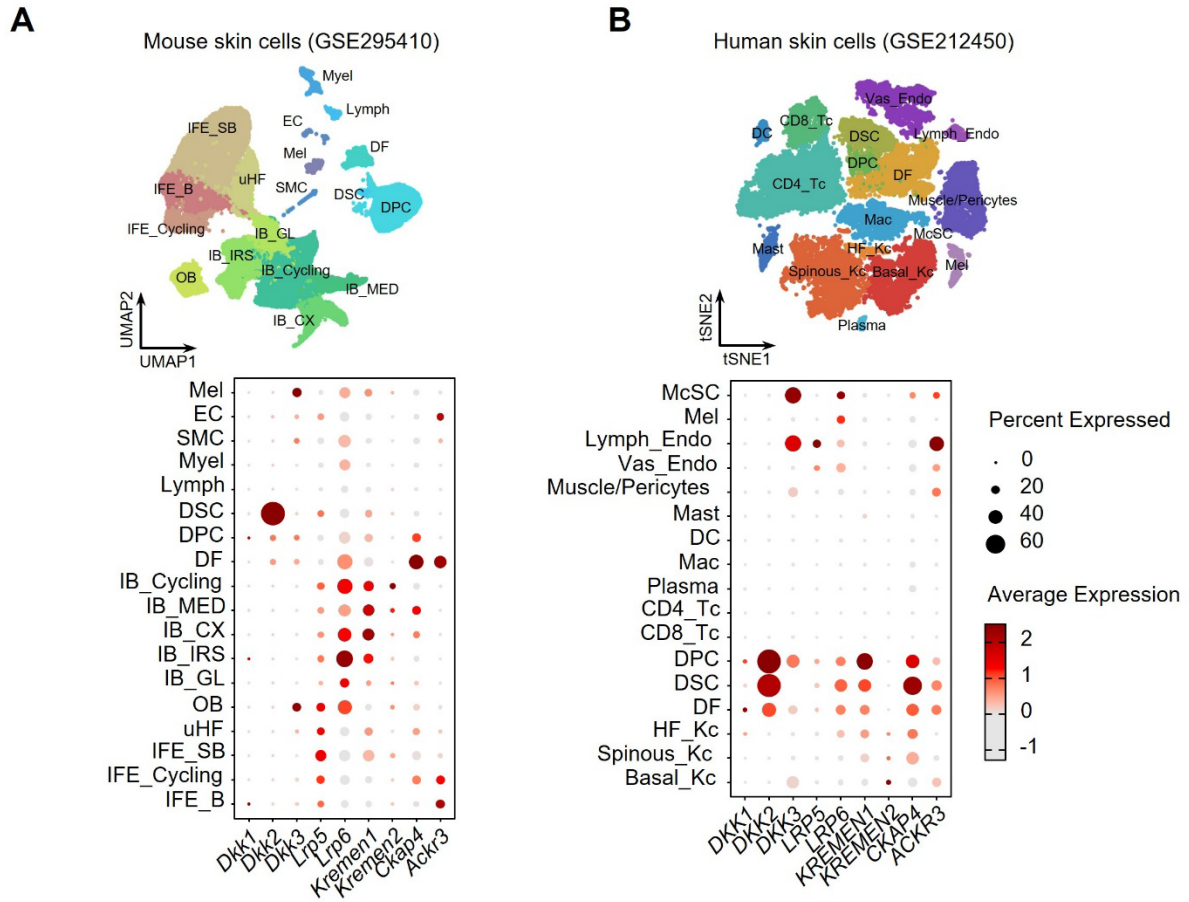 A
Mouse skin cells (GSE295410)
Myel
Lymph
IFE_SB
EC
DF
Mel
uHF
IFE_B
SMC
DSC
DPC
IFE_Cycling
IB_GL
IB_IRS
IB_Cycling
OB
IB_MED
IB_CX
UMAP2
UMAP1
Mel
EC
SMC
Myel
Lymph
DSC
DPC
DF
IB_Cycling
IB_MED
IB_CX
IB_IRS
IB_GL
OB
uHF
IFE_SB
IFE_Cycling
IFE_B
Dkk1
Dkk2
Dkk3
Lrp5
Lrp6
Kremen1
Kremen2
Ckap4
Ackr3
B
Human skin cells (GSE212450)
Vas_Endo
CD8_Tc
DC
DSC
Lymph_Endo
DPC
DF
CD4_Tc
Muscle/Pericytes
Mac
McSC
HF_Kc
Mast
Spinous_Kc
Basal_Kc
Mel
Plasma
tSNE2
tSNE1
McSC
Mel
Lymph_Endo
Vas_Endo
Muscle/Pericytes
Mast
DC
Mac
Plasma
CD4_Tc
CD8_Tc
DPC
DSC
DF
HF_Kc
Spinous_Kc
Basal_Kc
DKK1
DKK2
DKK3
LRP5
LRP6
KREMEN1
KREMEN2
CKAP4
ACKR3
Percent Expressed
0
20
40
60
Average Expression
2
1
0
-1